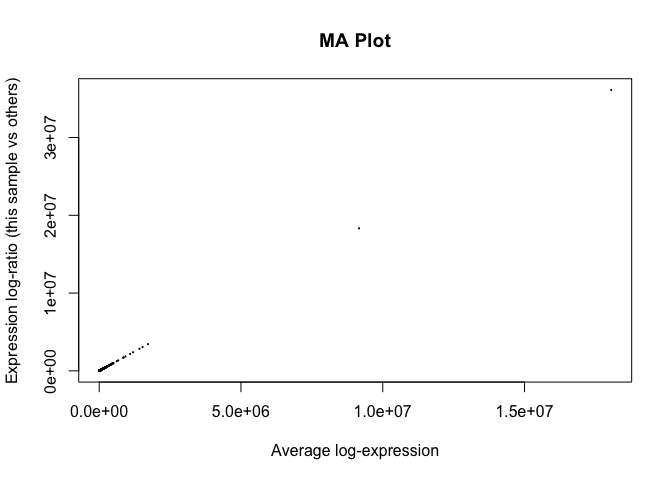 MA Plot
Expression log-ratio (this sample vs others)
3e+07
2e+07
1e+07
0e+00
0.0e+00 5.0e+06 1.0e+07 1.5e+07
Average log-expression